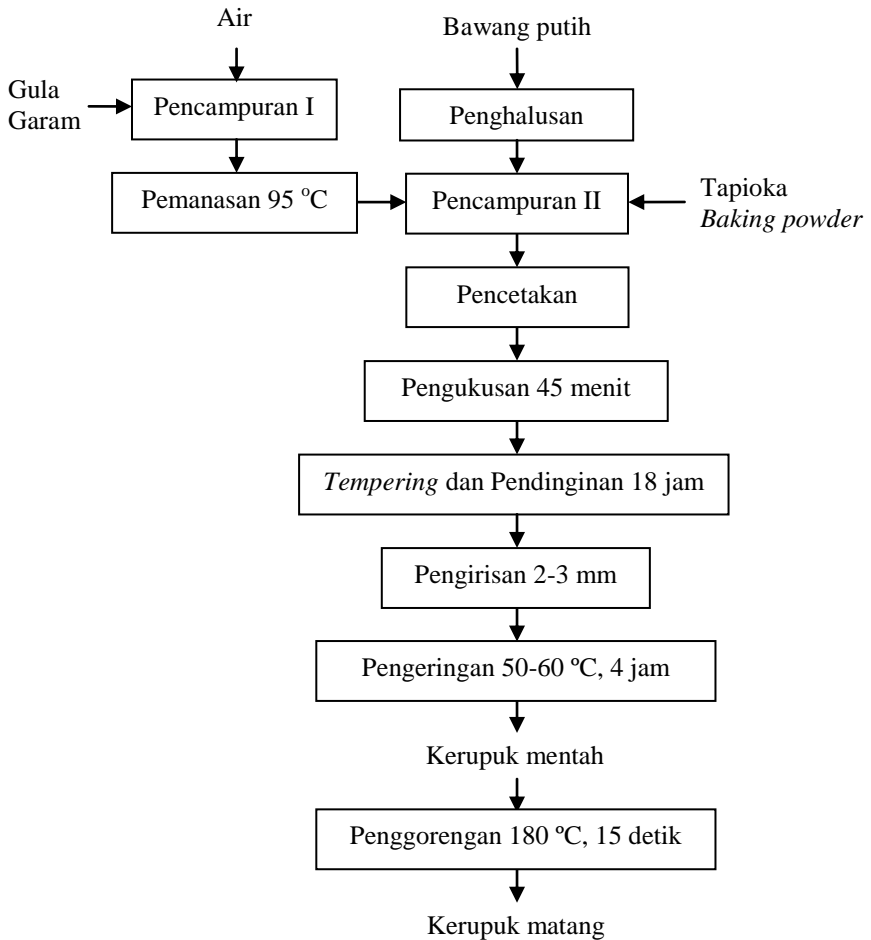 Air
Bawang putih
Gula
Garam
Pencampuran I
Penghalusan
Pemanasan 95 °C
Pencampuran II
Tapioka
Baking powder
Pencetakan
Pengukusan 45 menit
Tempering dan Pendinginan 18 jam
Pengirisan 2-3 mm
Pengeringan 50-60 ºC, 4 jam
Kerupuk mentah
Penggorengan 180 ºC, 15 detik
Kerupuk matang